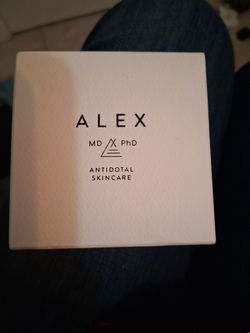 ALEX
MD PhD
ANTIDOTAL
SKINCARE